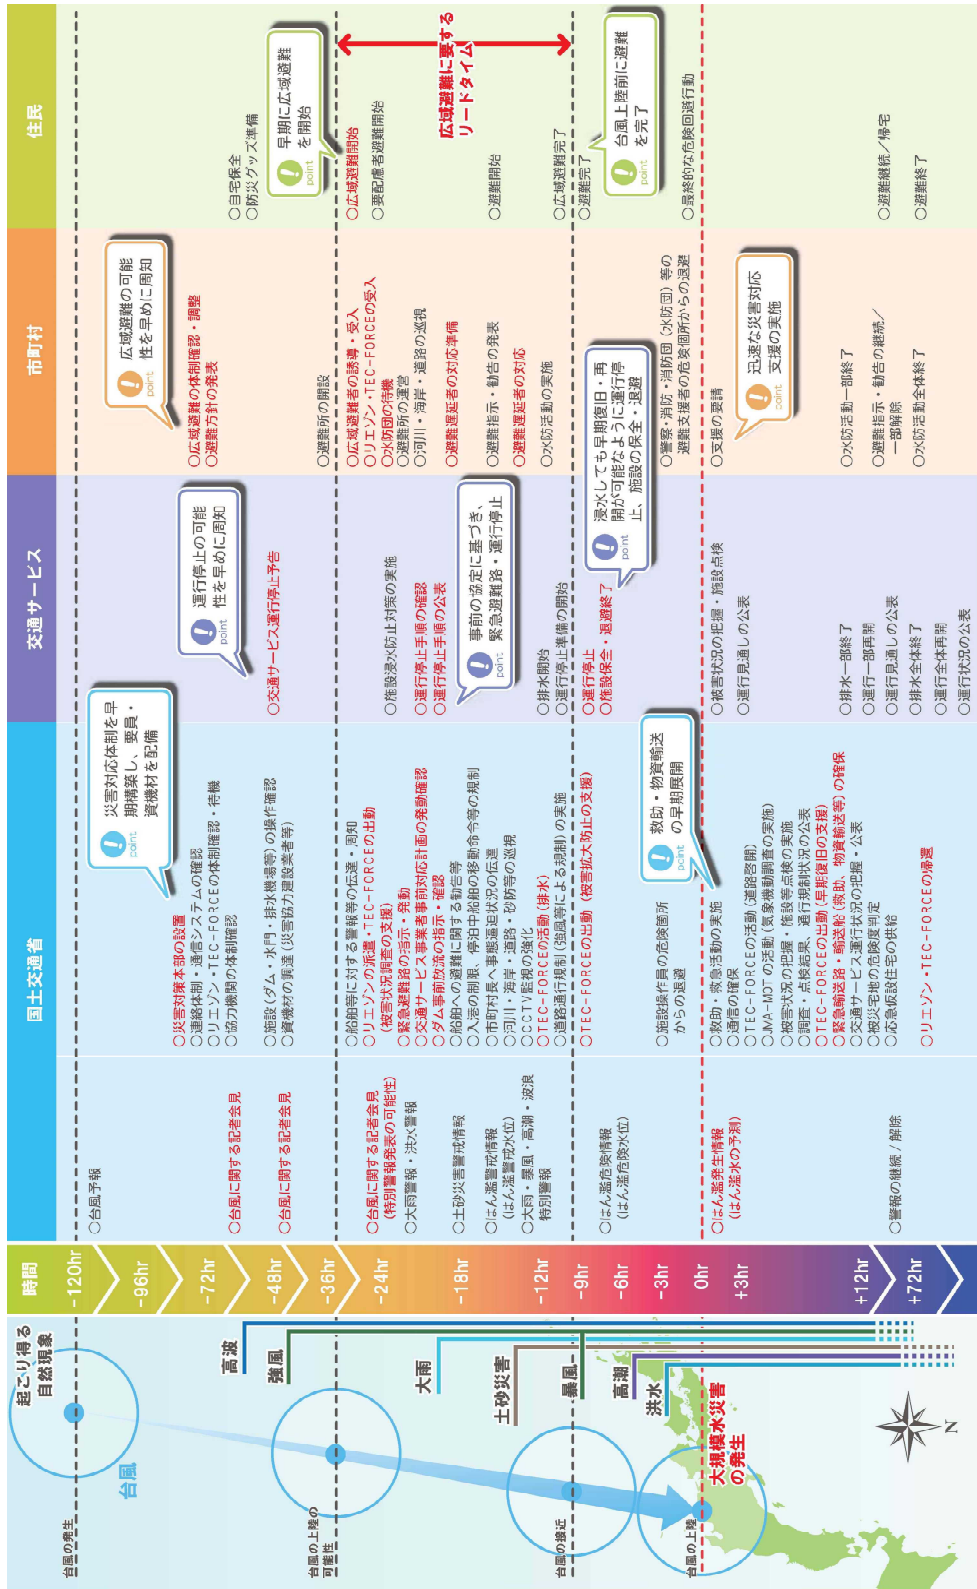 起こり得る
自然現象
時間
国土交通省
交通サービス
市町村
住民
台風の発生
台風
台風の上陸の
可能性
台風の接近
台風の上陸
高波
強風
大雨
土砂災害
暴風
高潮
洪水
大規模水災害
の発生
N
-120hr
-96hr
-72hr
-48hr
-36hr
-24hr
-18hr
-12hr
-9hr
-6hr
-3hr
0hr
+3hr
+12hr
+72hr
○台風予報
○台風に関する記者会見
○台風に関する記者会見
○台風に関する記者会見
(特別警報発表の可能性)
○大雨警報・洪水警報
○土砂災害警戒情報
○はん濫警戒情報
(はん濫警戒水位)
○大雨・暴風・高潮・波浪
特別警報
○はん濫危険情報
(はん濫危険水位)
○はん濫発生情報
(はん濫水の予測)
○警報の継続/解除
point
災害対応体制を早
期構築し、要員・
資機材を配備
○災害対策本部の設置
○連絡体制・通信システムの確認
○リエゾン・TEC-FORCEの体制確認・待機
○協力機関の体制確認
○施設(ダム・水門・排水機場等)の操作確認
○資機材の調達(災害協力建設業者等)
○船舶等に対する警報等の伝達・周知
○リエゾンの派遣・TEC-FORCEの出動
(被害状況調査の支援)
○緊急避難路の指示・発動
○交通サービス事業者事前対応計画の発動確認
○ダム事前放流の指示・確認
○船舶への避難に関する勧告等
○入港の制限、停泊中船舶の移動命令等の規制
○市町村長へ事態逼迫状況の伝達
○河川・海岸・道路・砂防等の巡視
○CCTV監視の強化
○TEC-FORCEの活動(排水)
○道路通行規制(強風等による規制)の実施
○TEC-FORCEの出動(被害拡大防止の支援)
○施設操作員の危険箇所
からの退避
point
救助・物資輸送
の早期展開
○救助・救急活動の実施
○通信の確保
○TEC-FORCEの活動(道路啓開)
○JMA-MOTの活動(気象機動調査の実施)
○被害状況の把握・施設等点検の実施
○調査・点検結果、通行規制状況の公表
○TEC-FORCEの出動(早期復旧の支援)
○緊急輸送路・輸送船(救助、物資輸送等)の確保
○交通サービス運行状況の把握・公表
○被災宅地の危険度判定
○応急仮設住宅の供給
○リエゾン・TEC-FORCEの帰還
point
運行停止の可能
性を早めに周知
○交通サービス運行停止予告
○施設浸水防止対策の実施
○運行停止手順の確認
○運行停止手順の公表
point
事前の協定に基づき、
緊急避難路・運行停止
○排水開始
○運行停止準備の開始
○運行停止
○施設保全・退避終了
point
浸水しても早期復旧・再
開が可能なように運行停
止、施設の保全・退避
○被害状況の把握・施設点検
○運行見通しの公表
○排水一部終了
○運行一部再開
○運行見通しの公表
○排水全体終了
○運行全体再開
○運行状況の公表
point
広域避難の可能
性を早めに周知
○広域避難の体制確認・調整
○避難方針の発表
○避難所の開設
○広域避難者の誘導・受入
○リエゾン・TEC-FORCEの受入
○水防団の待機
○避難所の運営
○河川・海岸・道路の巡視
○避難遅延者の対応準備
○避難指示・勧告の発表
○避難遅延者の対応
○水防活動の実施
○警察・消防・消防団(水防団)等の
避難支援者の危険個所からの退避
○支援の要請
point
迅速な災害対応
支援の実施
○水防活動一部終了
○避難指示・勧告の継続/
一部解除
○水防活動全体終了
○自宅保全
○防災グッズ準備
point
早期に広域避難
を開始
○広域避難開始
○要配慮者避難開始
広域避難に要する
リードタイム
○避難開始
○広域避難完了
○避難完了
point
台風上陸前に避難
を完了
○最終的な危険回避行動
○避難継続/帰宅
○避難終了